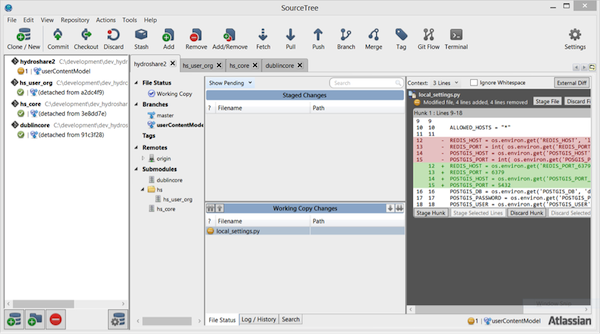 SourceTree
File Edit View Repository Actions Tools Help
Clone / New Commit Checkout Stash Add Remove Add/Remove Fetch Pull Push Branch Merge Tag Git Flow Terminal Settings
hydroshare2 C:\development\dev_hydro
1 userContentModel
hs_user_org C:\development\dev_hydro
(detached from a2dc4f9)
hs_core C:\development\dev_hydro
(detached from 3e8dd7e)
dublincore C:\development\dev_hydro
(detached from 91c3f28)
hydroshare2 hs_user_org hs_core dublincore
File Status
Working Copy
Branches
master
userContentModel
Tags
Remotes
origin
Submodules
dublincore
hs
hs_user_org
hs_core
Show Pending Search
Staged Changes
? Filename Path
Working Copy Changes
? Filename Path
local_settings.py
File Status Log / History Search
Context: 3 Lines Ignore Whitespace External Diff
local_settings.py
Modified file, 4 lines added, 4 lines removed Stage File Discard F
Hunk 1 : Lines 9-18
9 9
10 10 ALLOWED_HOSTS = "*"
11 11
12 - REDIS_HOST = os.environ.get('REDIS_HOST', 'l
13 - REDIS_PORT = int( os.environ.get('REDIS_PORT
14 - POSTGIS_HOST = os.environ.get('POSTGIS_HOST'
15 - POSTGIS_PORT = int( os.environ.get('POSTGIS_
12 + REDIS_HOST = os.environ.get('REDIS_PORT_6379
13 + REDIS_PORT = 6379
14 + POSTGIS_HOST = os.environ.get('POSTGIS_PORT_
15 + POSTGIS_PORT = 5432
16 16 POSTGIS_DB = os.environ.get('POSTGIS_DB', 'd
17 17 POSTGIS_PASSWORD = os.environ.get('POSTGIS_P
18 18 POSTGIS_USER = os.environ.get('POSTGIS_USER'
Stage Hunk Stage Selected Lines Discard Hunk Discard Selected
1 userContentModel Atlassian